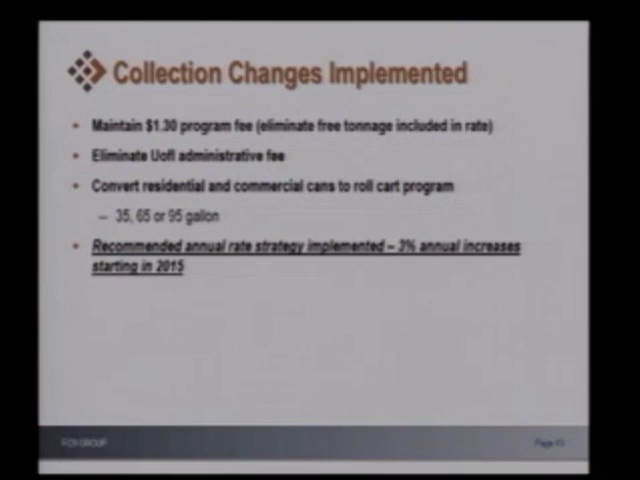 Collection Changes Implemented
• Maintain $1.30 program fee (eliminate free tonnage included in rate)
• Eliminate UofI administrative fee
• Convert residential and commercial cans to roll cart program
– 35, 65 or 95 gallon
• Recommended annual rate strategy implemented – 3% annual increases
starting in 2015
FCS GROUP
Page